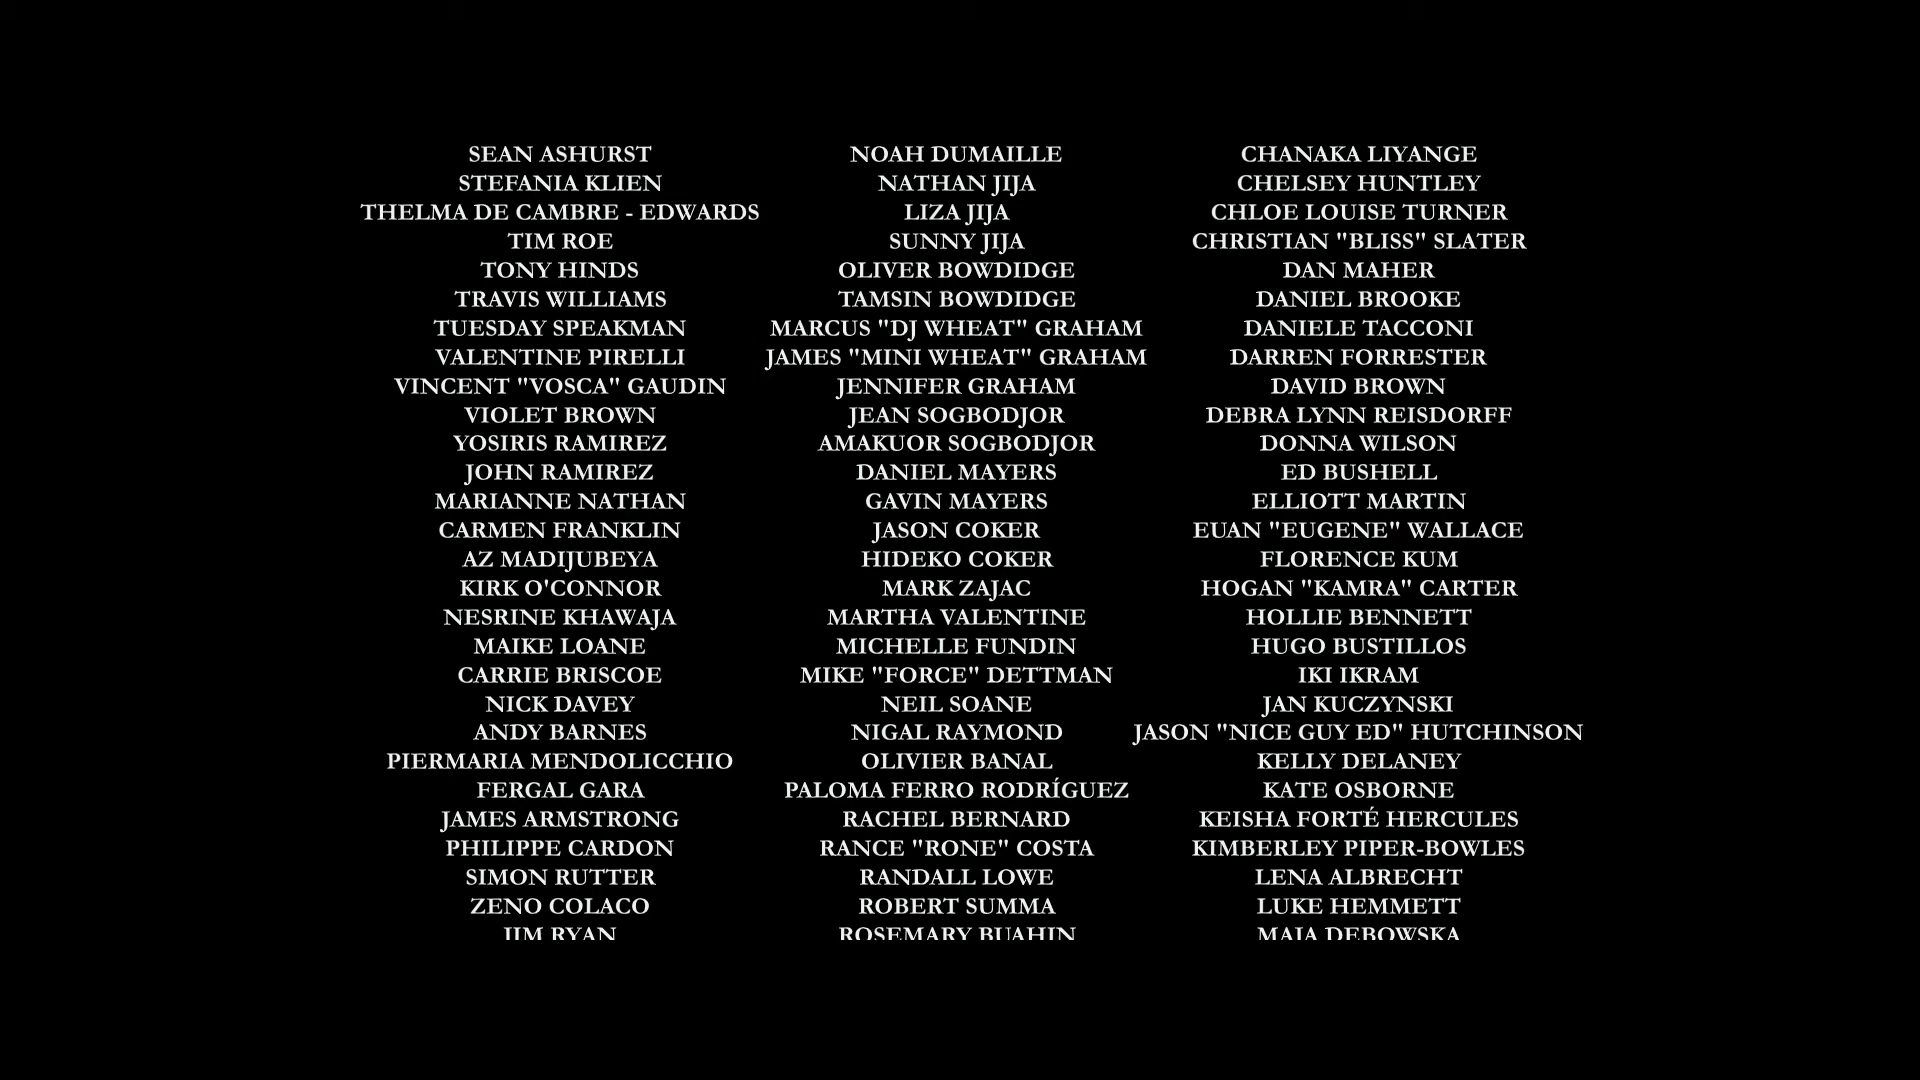 SEAN ASHURST
STEFANIA KLIEN
THELMA DE CAMBRE - EDWARDS
TIM ROE
TONY HINDS
TRAVIS WILLIAMS
TUESDAY SPEAKMAN
VALENTINE PIRELLI
VINCENT "VOSCA" GAUDIN
VIOLET BROWN
YOSIRIS RAMIREZ
JOHN RAMIREZ
MARIANNE NATHAN
CARMEN FRANKLIN
AZ MADIJUBEYA
KIRK O'CONNOR
NESRINE KHAWAJA
MAIKE LOANE
CARRIE BRISCOE
NICK DAVEY
ANDY BARNES
PIERMARIA MENDOLICCHIO
FERGAL GARA
JAMES ARMSTRONG
PHILIPPE CARDON
SIMON RUTTER
ZENO COLACO
JIM RYAN
NOAH DUMAILLE
NATHAN JIJA
LIZA JIJA
SUNNY JIJA
OLIVER BOWDIDGE
TAMSIN BOWDIDGE
MARCUS "DJ WHEAT" GRAHAM
JAMES "MINI WHEAT" GRAHAM
JENNIFER GRAHAM
JEAN SOGBODJOR
AMAKUOR SOGBODJOR
DANIEL MAYERS
GAVIN MAYERS
JASON COKER
HIDEKO COKER
MARK ZAJAC
MARTHA VALENTINE
MICHELLE FUNDIN
MIKE "FORCE" DETTMAN
NEIL SOANE
NIGAL RAYMOND
OLIVIER BANAL
PALOMA FERRO RODRÍGUEZ
RACHEL BERNARD
RANCE "RONE" COSTA
RANDALL LOWE
ROBERT SUMMA
ROSEMARY BUAHIN
CHANAKA LIYANGE
CHELSEY HUNTLEY
CHLOE LOUISE TURNER
CHRISTIAN "BLISS" SLATER
DAN MAHER
DANIEL BROOKE
DANIELE TACCONI
DARREN FORRESTER
DAVID BROWN
DEBRA LYNN REISDORFF
DONNA WILSON
ED BUSHELL
ELLIOTT MARTIN
EUAN "EUGENE" WALLACE
FLORENCE KUM
HOGAN "KAMRA" CARTER
HOLLIE BENNETT
HUGO BUSTILLOS
IKI IKRAM
JAN KUCZYNSKI
JASON "NICE GUY ED" HUTCHINSON
KELLY DELANEY
KATE OSBORNE
KEISHA FORTÉ HERCULES
KIMBERLEY PIPER-BOWLES
LENA ALBRECHT
LUKE HEMMETT
MAJA DEBOWSKA